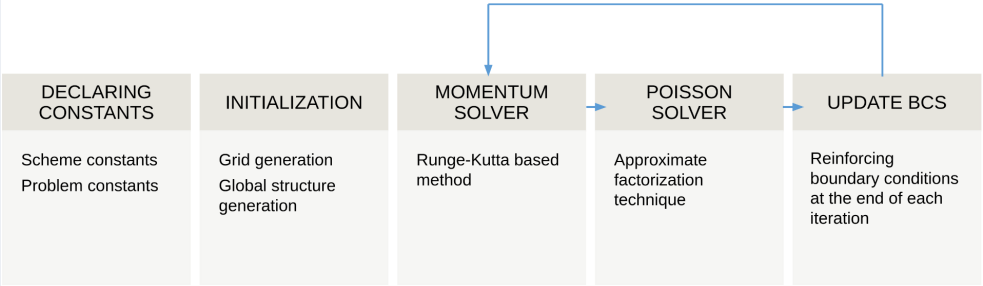 DECLARING
CONSTANTS
Scheme constants
Problem constants
INITIALIZATION
Grid generation
Global structure
generation
MOMENTUM
SOLVER
Runge-Kutta based
method
POISSON
SOLVER
Approximate
factorization
technique
UPDATE BCS
Reinforcing
boundary conditions
at the end of each
iteration